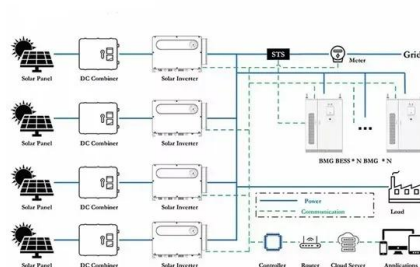 STS
Meter
Grid
Solar Panel
DC Combiner
Solar Inverter
Solar Panel
DC Combiner
Solar Inverter
BMG BESS * N BMG * N
Solar Panel
DC Combiner
Solar Inverter
Power
Communication
Load
Solar Panel
DC Combiner
Solar Inverter
Controller
Router
Cloud Server
Applications